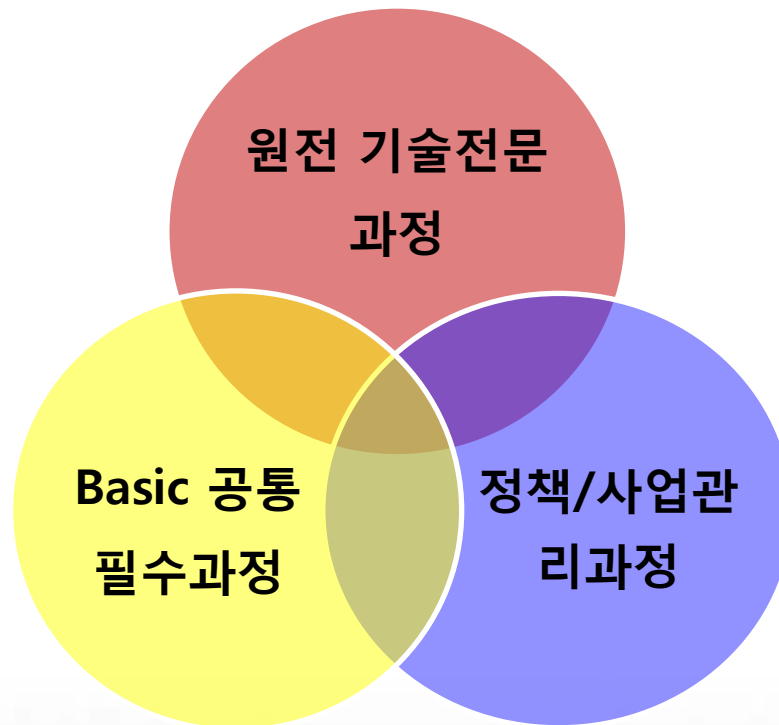 원전 기술전문
과정
Basic 공통
필수과정
정책/사업관
리과정